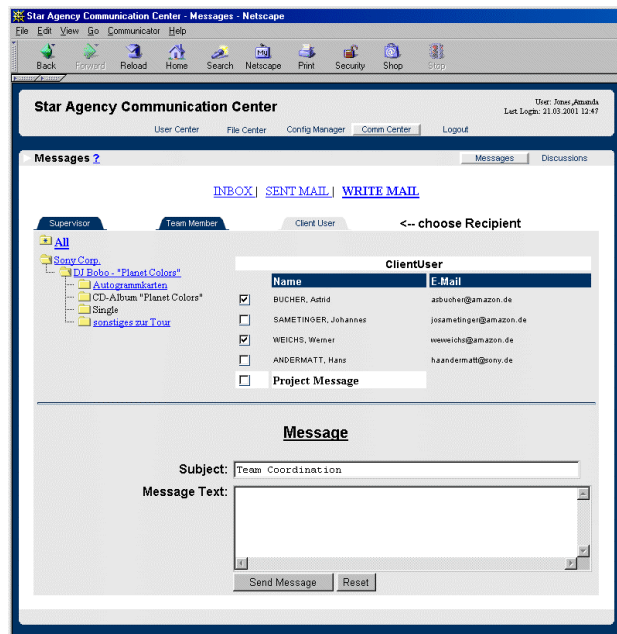 Star Agency Communication Center - Messages - Netscape
File Edit View Go Communicator Help
Back Forward Reload Home Search Netscape Print Security Shop Stop
Star Agency Communication Center
User: Jones,Amanda
Last Login: 21.03.2001 12:47
User Center File Center Config Manager Comm Center Logout
Messages ? Messages Discussions
INBOX | SENT MAIL | WRITE MAIL
Supervisor Team Member Client User <-- choose Recipient
All
Sony Corp.
DJ Bobo - "Planet Colors"
Autogrammkarten
CD-Album "Planet Colors"
Single
sonstiges zur Tour
ClientUser
Name E-Mail
BUCHER, Astrid asbucher@amazon.de
SAMETINGER, Johannes josametinger@amazon.de
WEICHS, Werner weweichs@amazon.de
ANDERMATT, Hans haandermatt@sony.de
Project Message
Message
Subject: Team Coordination
Message Text:
Send Message Reset